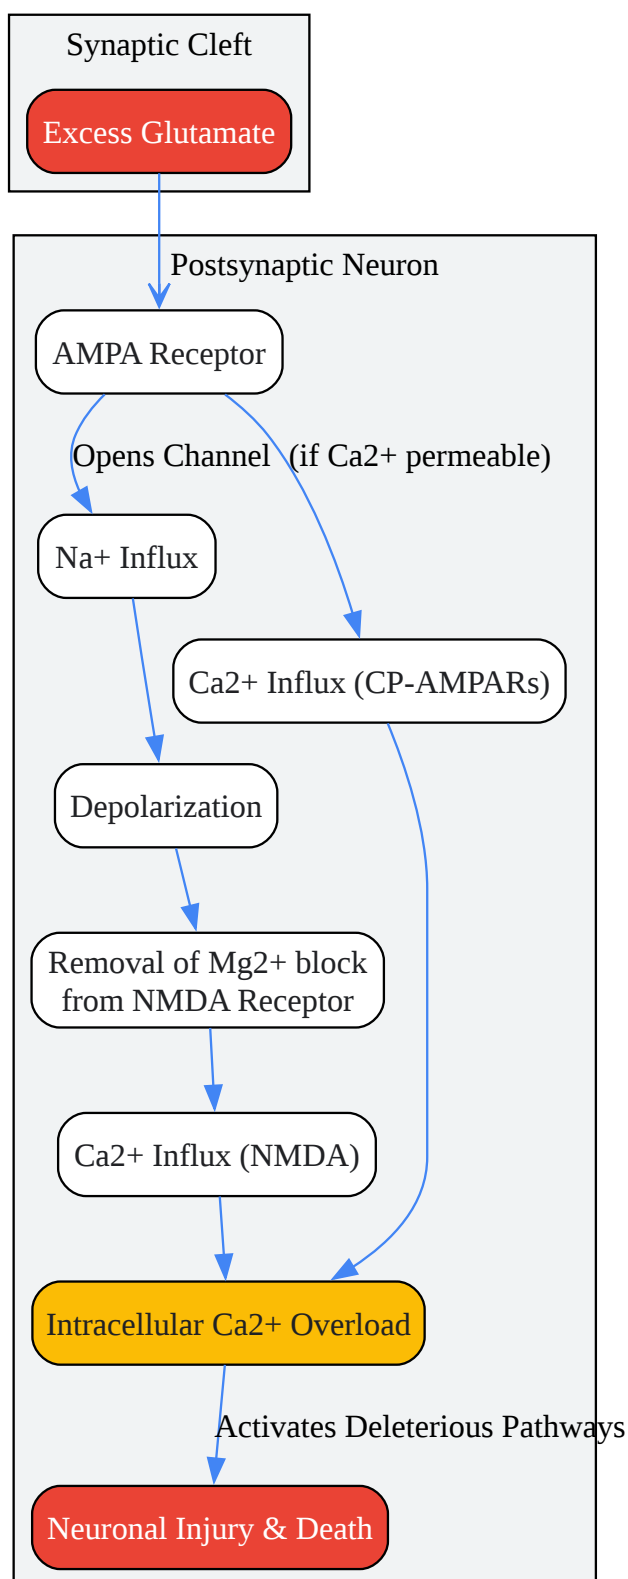 Synaptic Cleft
Excess Glutamate
Postsynaptic Neuron
AMPA Receptor
Opens Channel
(if Ca2+ permeable)
Na+ Influx
Ca2+ Influx (CP-AMPARs)
Depolarization
Removal of Mg2+ block
from NMDA Receptor
Ca2+ Influx (NMDA)
Intracellular Ca2+ Overload
Activates Deleterious Pathways
Neuronal Injury & Death